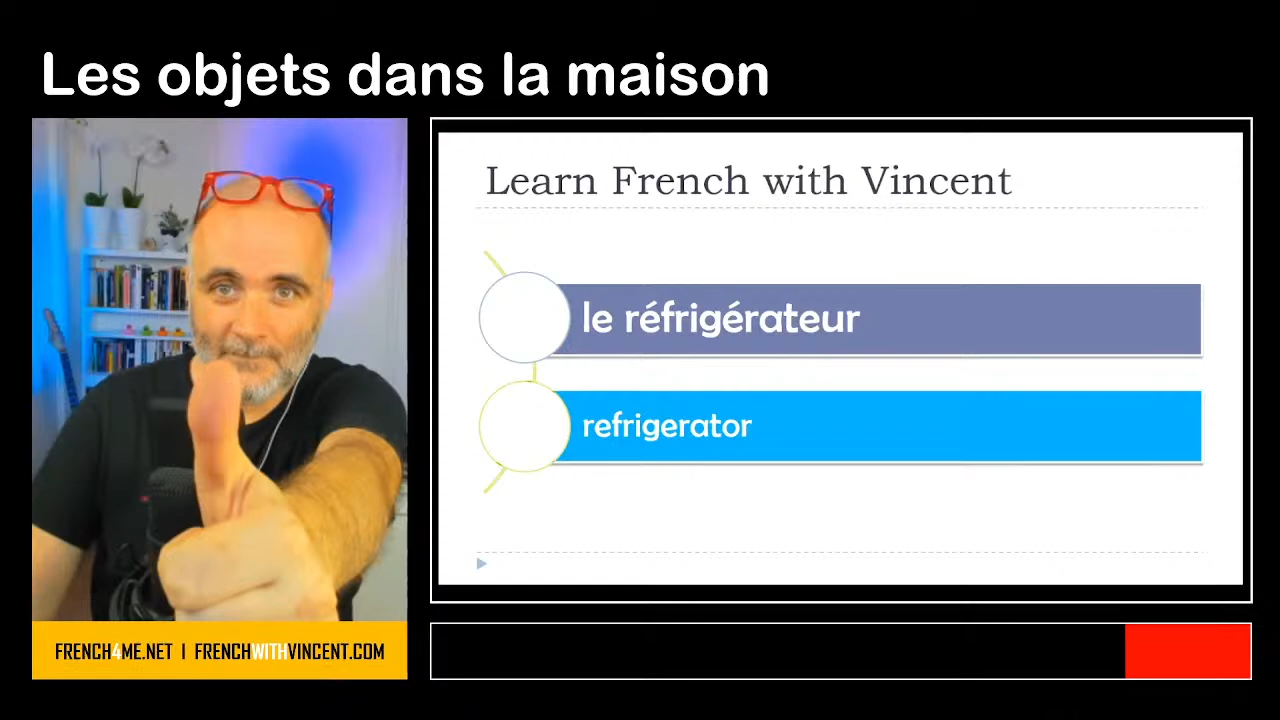 Les objets dans la maison
Learn French with Vincent
le réfrigérateur
refrigerator
FRENCH4ME.NET I FRENCHWITHVINCENT.COM